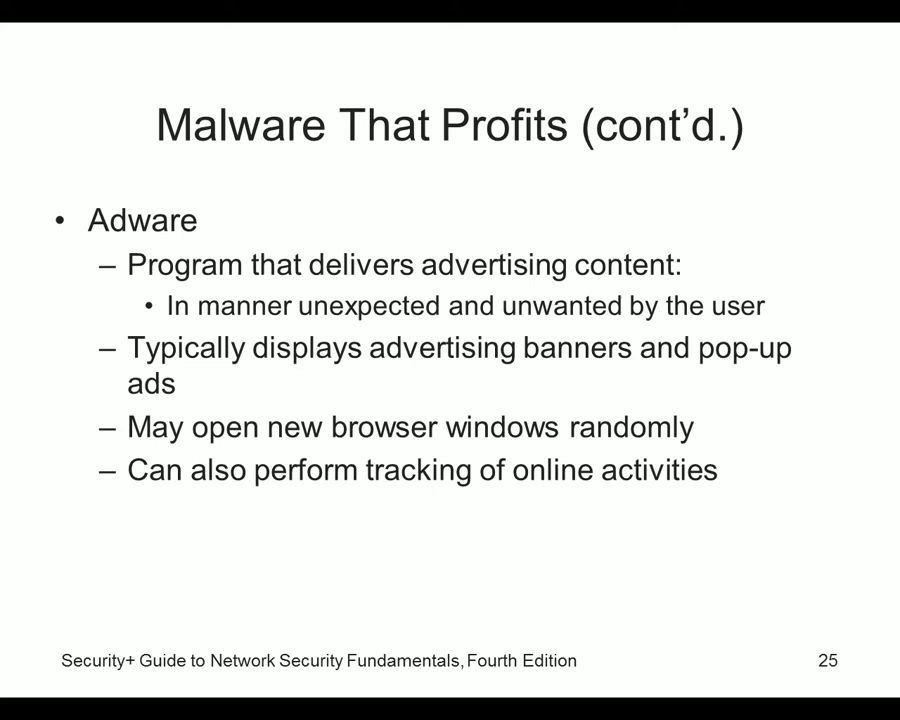 Malware That Profits (cont’d.)
• Adware
– Program that delivers advertising content:
• In manner unexpected and unwanted by the user
– Typically displays advertising banners and pop-up
ads
– May open new browser windows randomly
– Can also perform tracking of online activities
Security+ Guide to Network Security Fundamentals, Fourth Edition
25